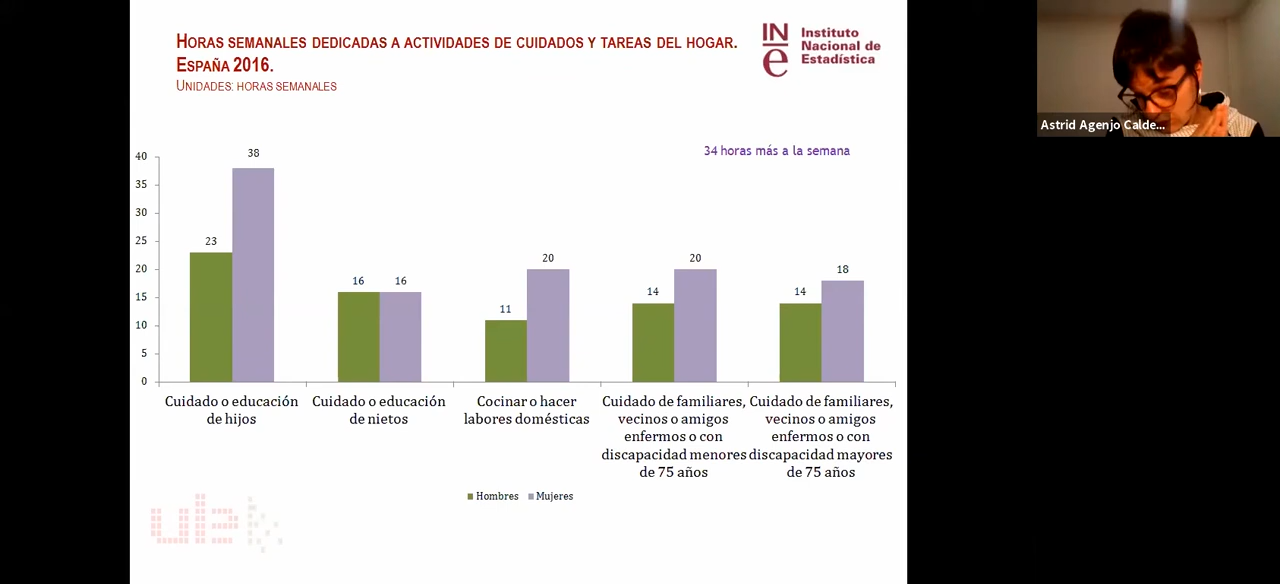 HORAS SEMANALES DEDICADAS A ACTIVIDADES DE CUIDADOS Y TAREAS DEL HOGAR.
ESPAÑA 2016.
UNIDADES: HORAS SEMANALES
INe
Instituto
Nacional de
Estadística
Astrid Agenjo Calde...
34 horas más a la semana
40
35
30
25
20
15
10
5
0
23
38
16
16
11
20
14
20
14
18
Cuidado o educación
de hijos
Cuidado o educación
de nietos
Cocinar o hacer
labores domésticas
Cuidado de familiares,
vecinos o amigos
enfermos o con
discapacidad menores
de 75 años
Cuidado de familiares,
vecinos o amigos
enfermos o con
discapacidad mayores
de 75 años
Hombres
Mujeres